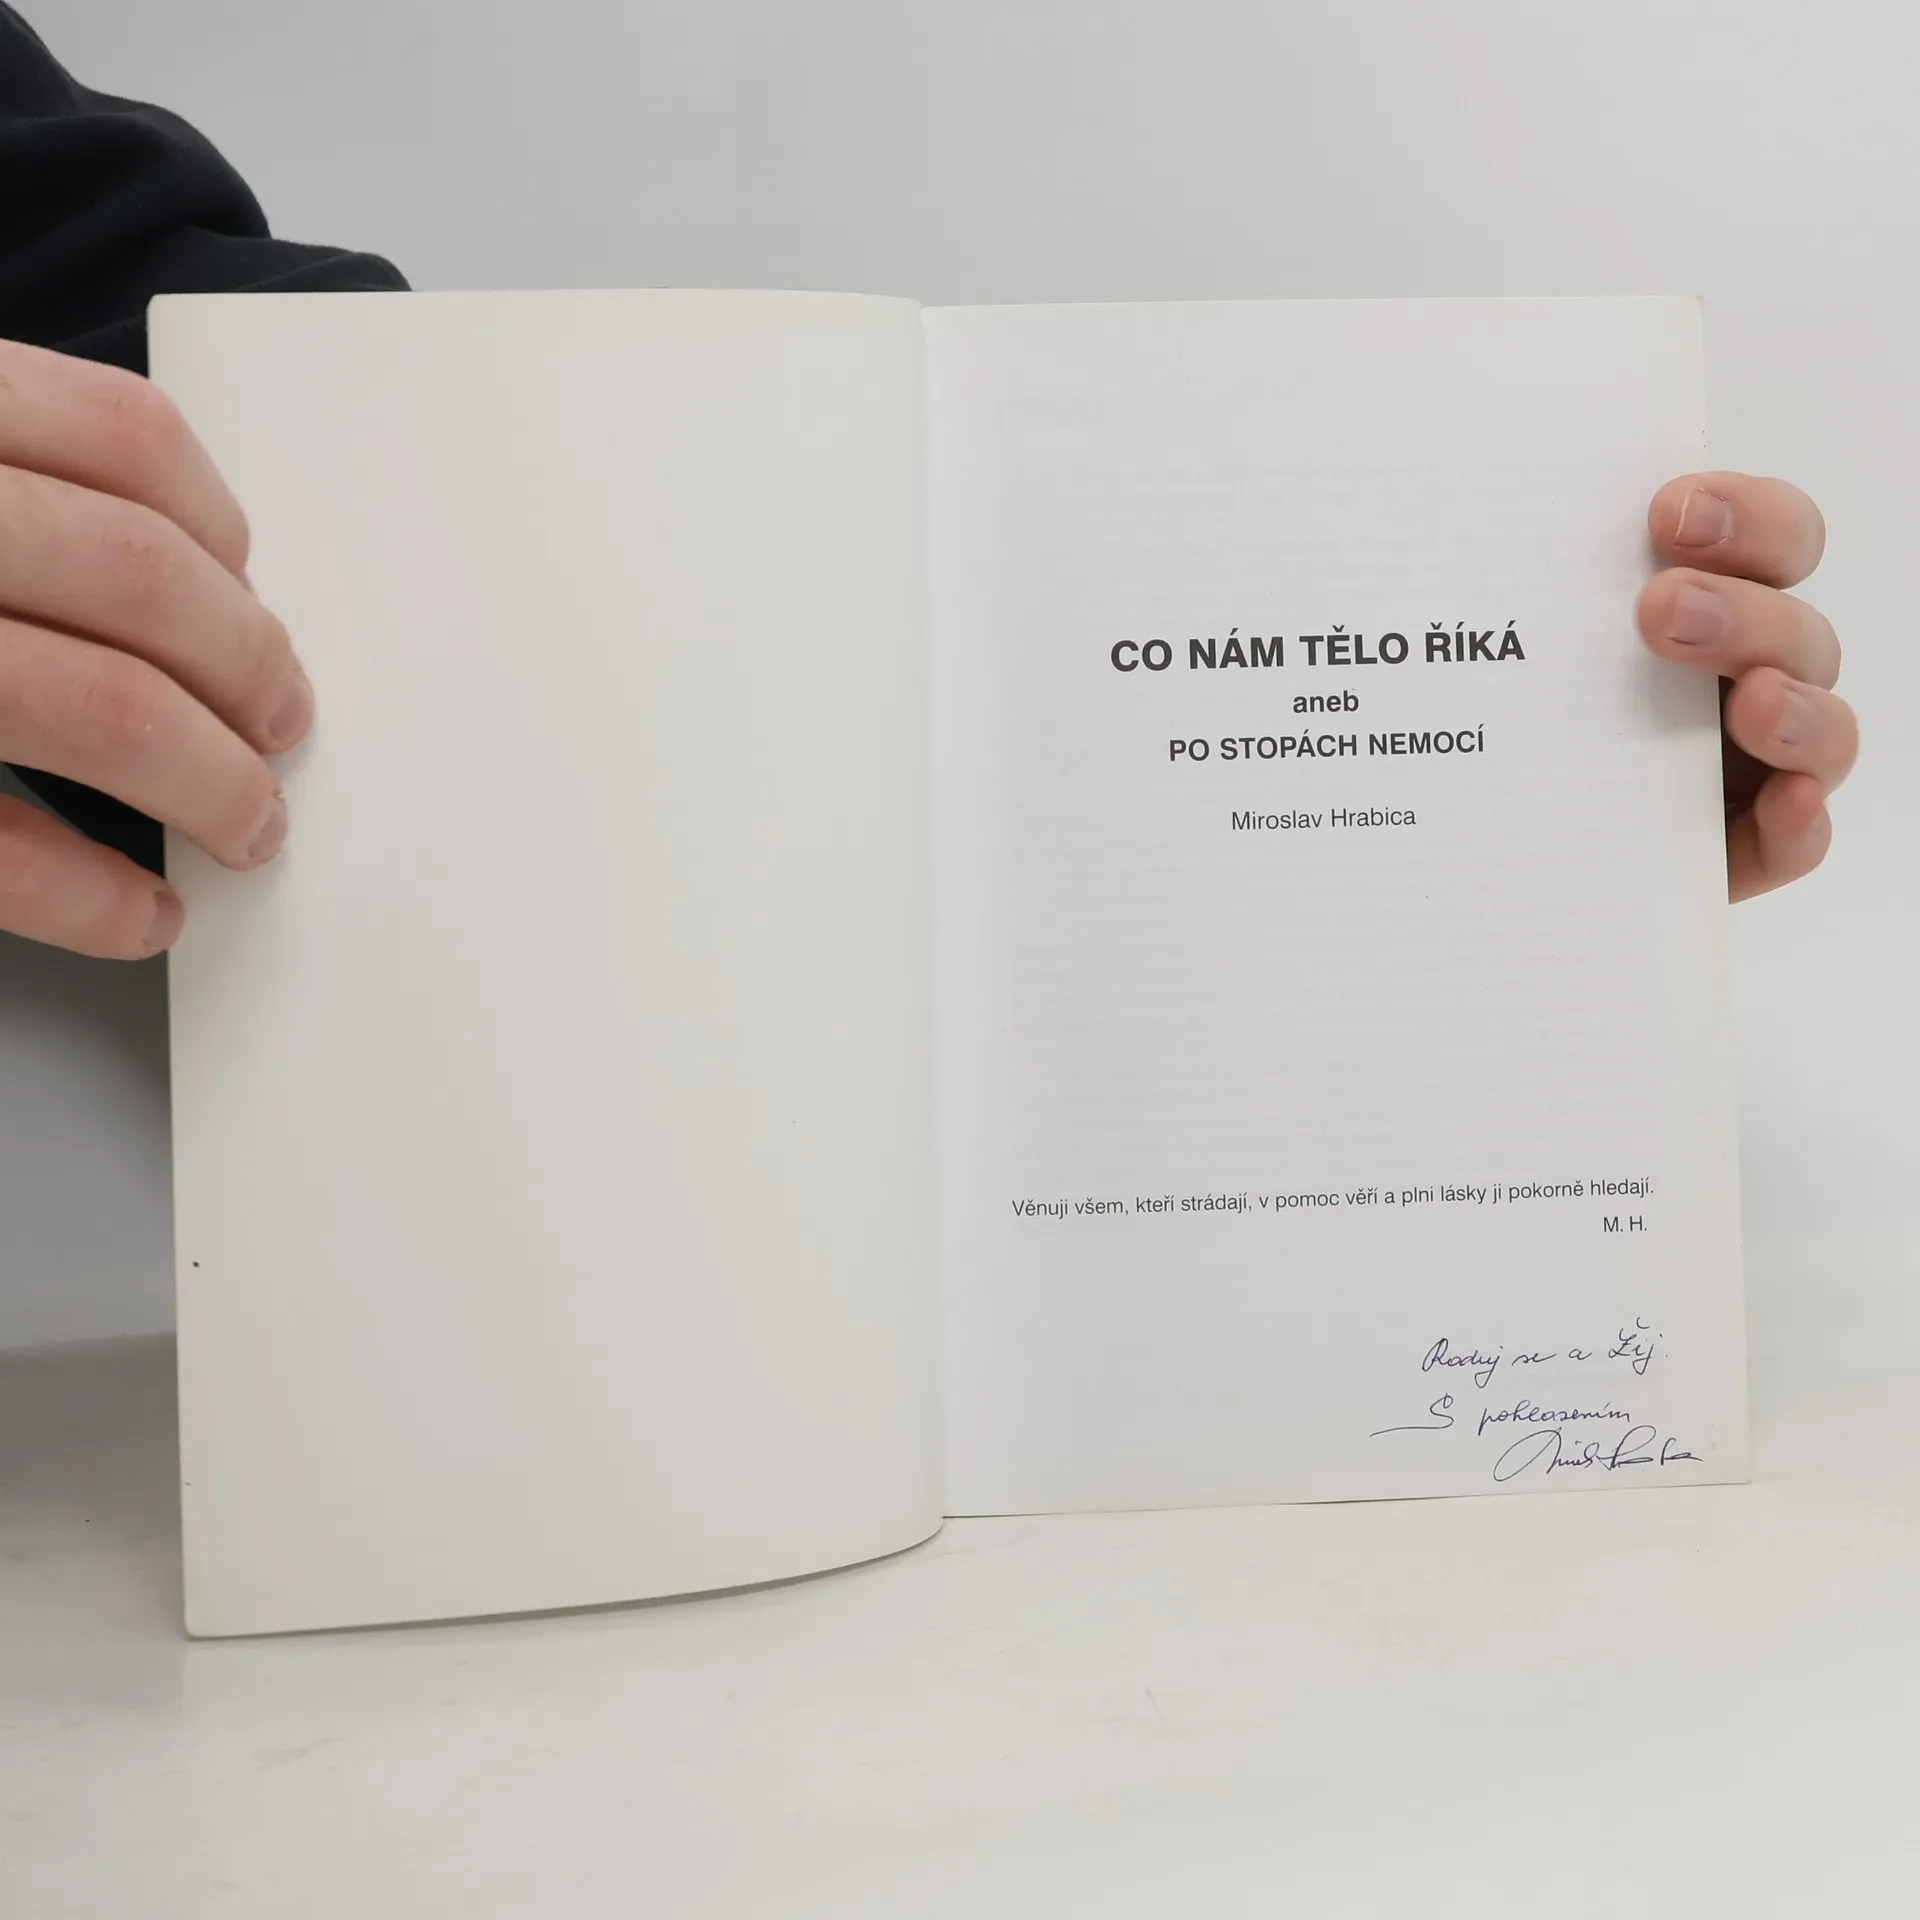 CO NÁM TĚLO ŘÍKÁ
aneb
PO STOPÁCH NEMOCÍ
Miroslav Hrabica
Věnuji všem, kteří strádají, v pomoc věří a plni lásky ji pokorně hledají.
M. H.
Raduj se a Žij.
S pohlazením